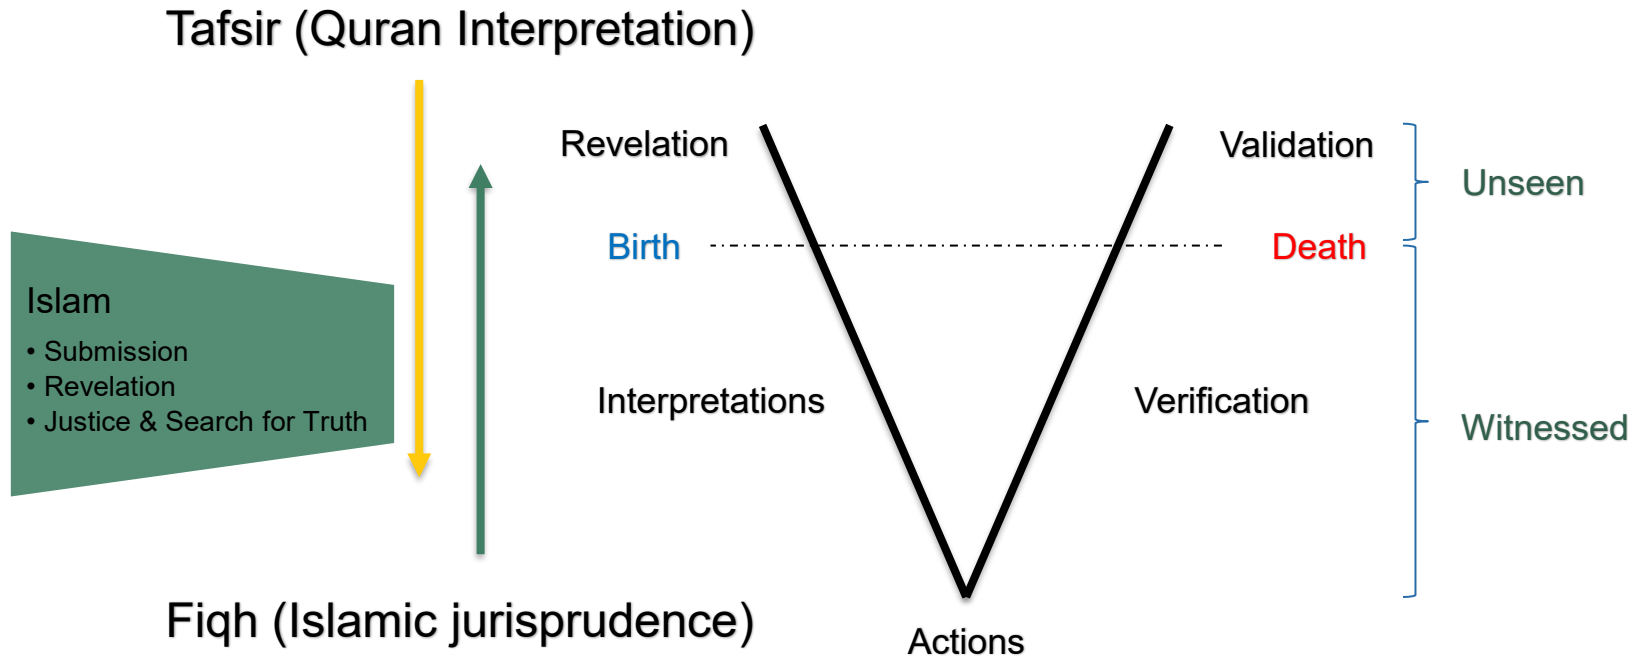 Tafsir (Quran Interpretation)
Revelation
Validation
Unseen
Birth
Death
Islam
• Submission
• Revelation
• Justice & Search for Truth
Interpretations
Verification
Witnessed
Fiqh (Islamic jurisprudence)
Actions